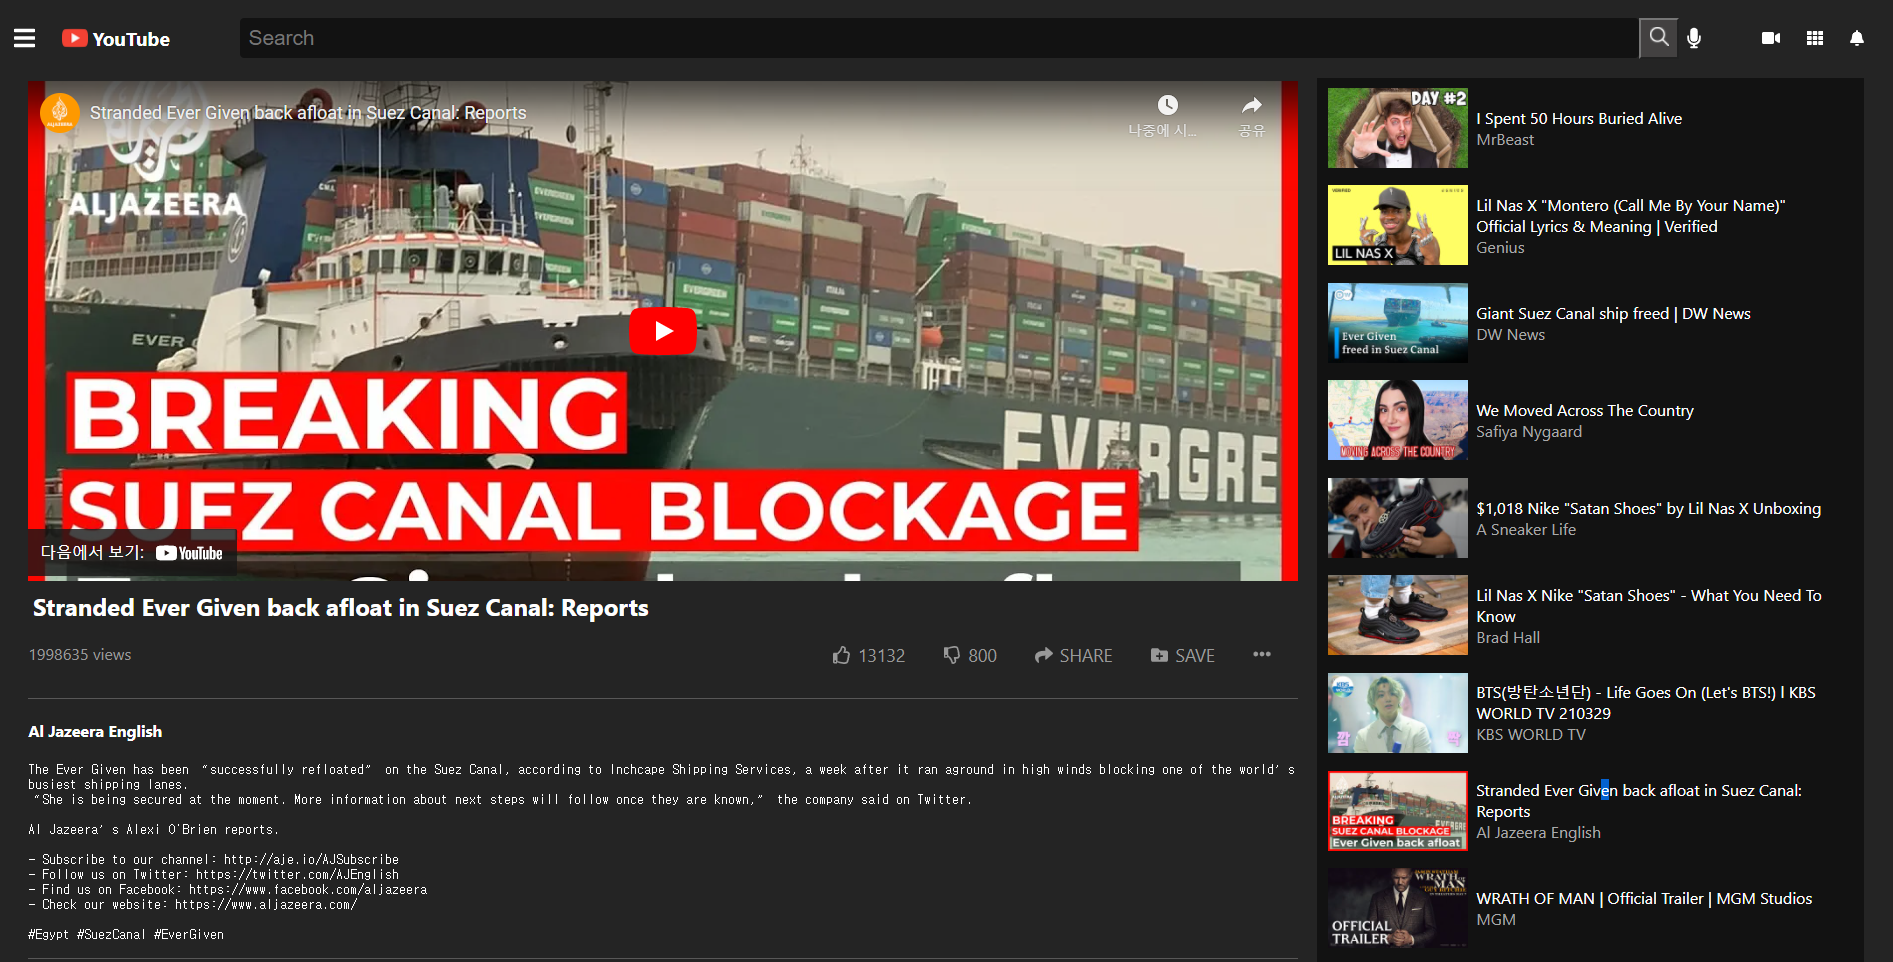 YouTube
Search
Stranded Ever Given back afloat in Suez Canal: Reports
나중에 시...
공유
ALJAZEERA
EVERGREEN
EVER G
BREAKING
EVERGRE
SUEZ CANAL BLOCKAGE
다음에서 보기: YouTube
Stranded Ever Given back afloat in Suez Canal: Reports
1998635 views
13132
800
SHARE
SAVE
Al Jazeera English
The Ever Given has been “successfully refloated” on the Suez Canal, according to Inchcape Shipping Services, a week after it ran aground in high winds blocking one of the world’s
busiest shipping lanes.
“She is being secured at the moment. More information about next steps will follow once they are known,” the company said on Twitter.
Al Jazeera’s Alexi O'Brien reports.
- Subscribe to our channel: http://aje.io/AJSubscribe
- Follow us on Twitter: https://twitter.com/AJEnglish
- Find us on Facebook: https://www.facebook.com/aljazeera
- Check our website: https://www.aljazeera.com/
#Egypt #SuezCanal #EverGiven
DAY #2
I Spent 50 Hours Buried Alive
MrBeast
VERIFIED
GENIUS
LIL NAS X
Lil Nas X "Montero (Call Me By Your Name)"
Official Lyrics & Meaning | Verified
Genius
DW
Ever Given
freed in Suez Canal
Giant Suez Canal ship freed | DW News
DW News
MOVING ACROSS THE COUNTRY
We Moved Across The Country
Safiya Nygaard
$1,018 Nike "Satan Shoes" by Lil Nas X Unboxing
A Sneaker Life
Lil Nas X Nike "Satan Shoes" - What You Need To
Know
Brad Hall
KBS WORLD
깜 싹
BTS(방탄소년단) - Life Goes On (Let's BTS!) l KBS
WORLD TV 210329
KBS WORLD TV
BREAKING
SUEZ CANAL BLOCKAGE
Ever Given back afloat
EVERGRE
Stranded Ever Given back afloat in Suez Canal:
Reports
Al Jazeera English
WRATH OF
MAN
OFFICIAL
TRAILER
WRATH OF MAN | Official Trailer | MGM Studios
MGM